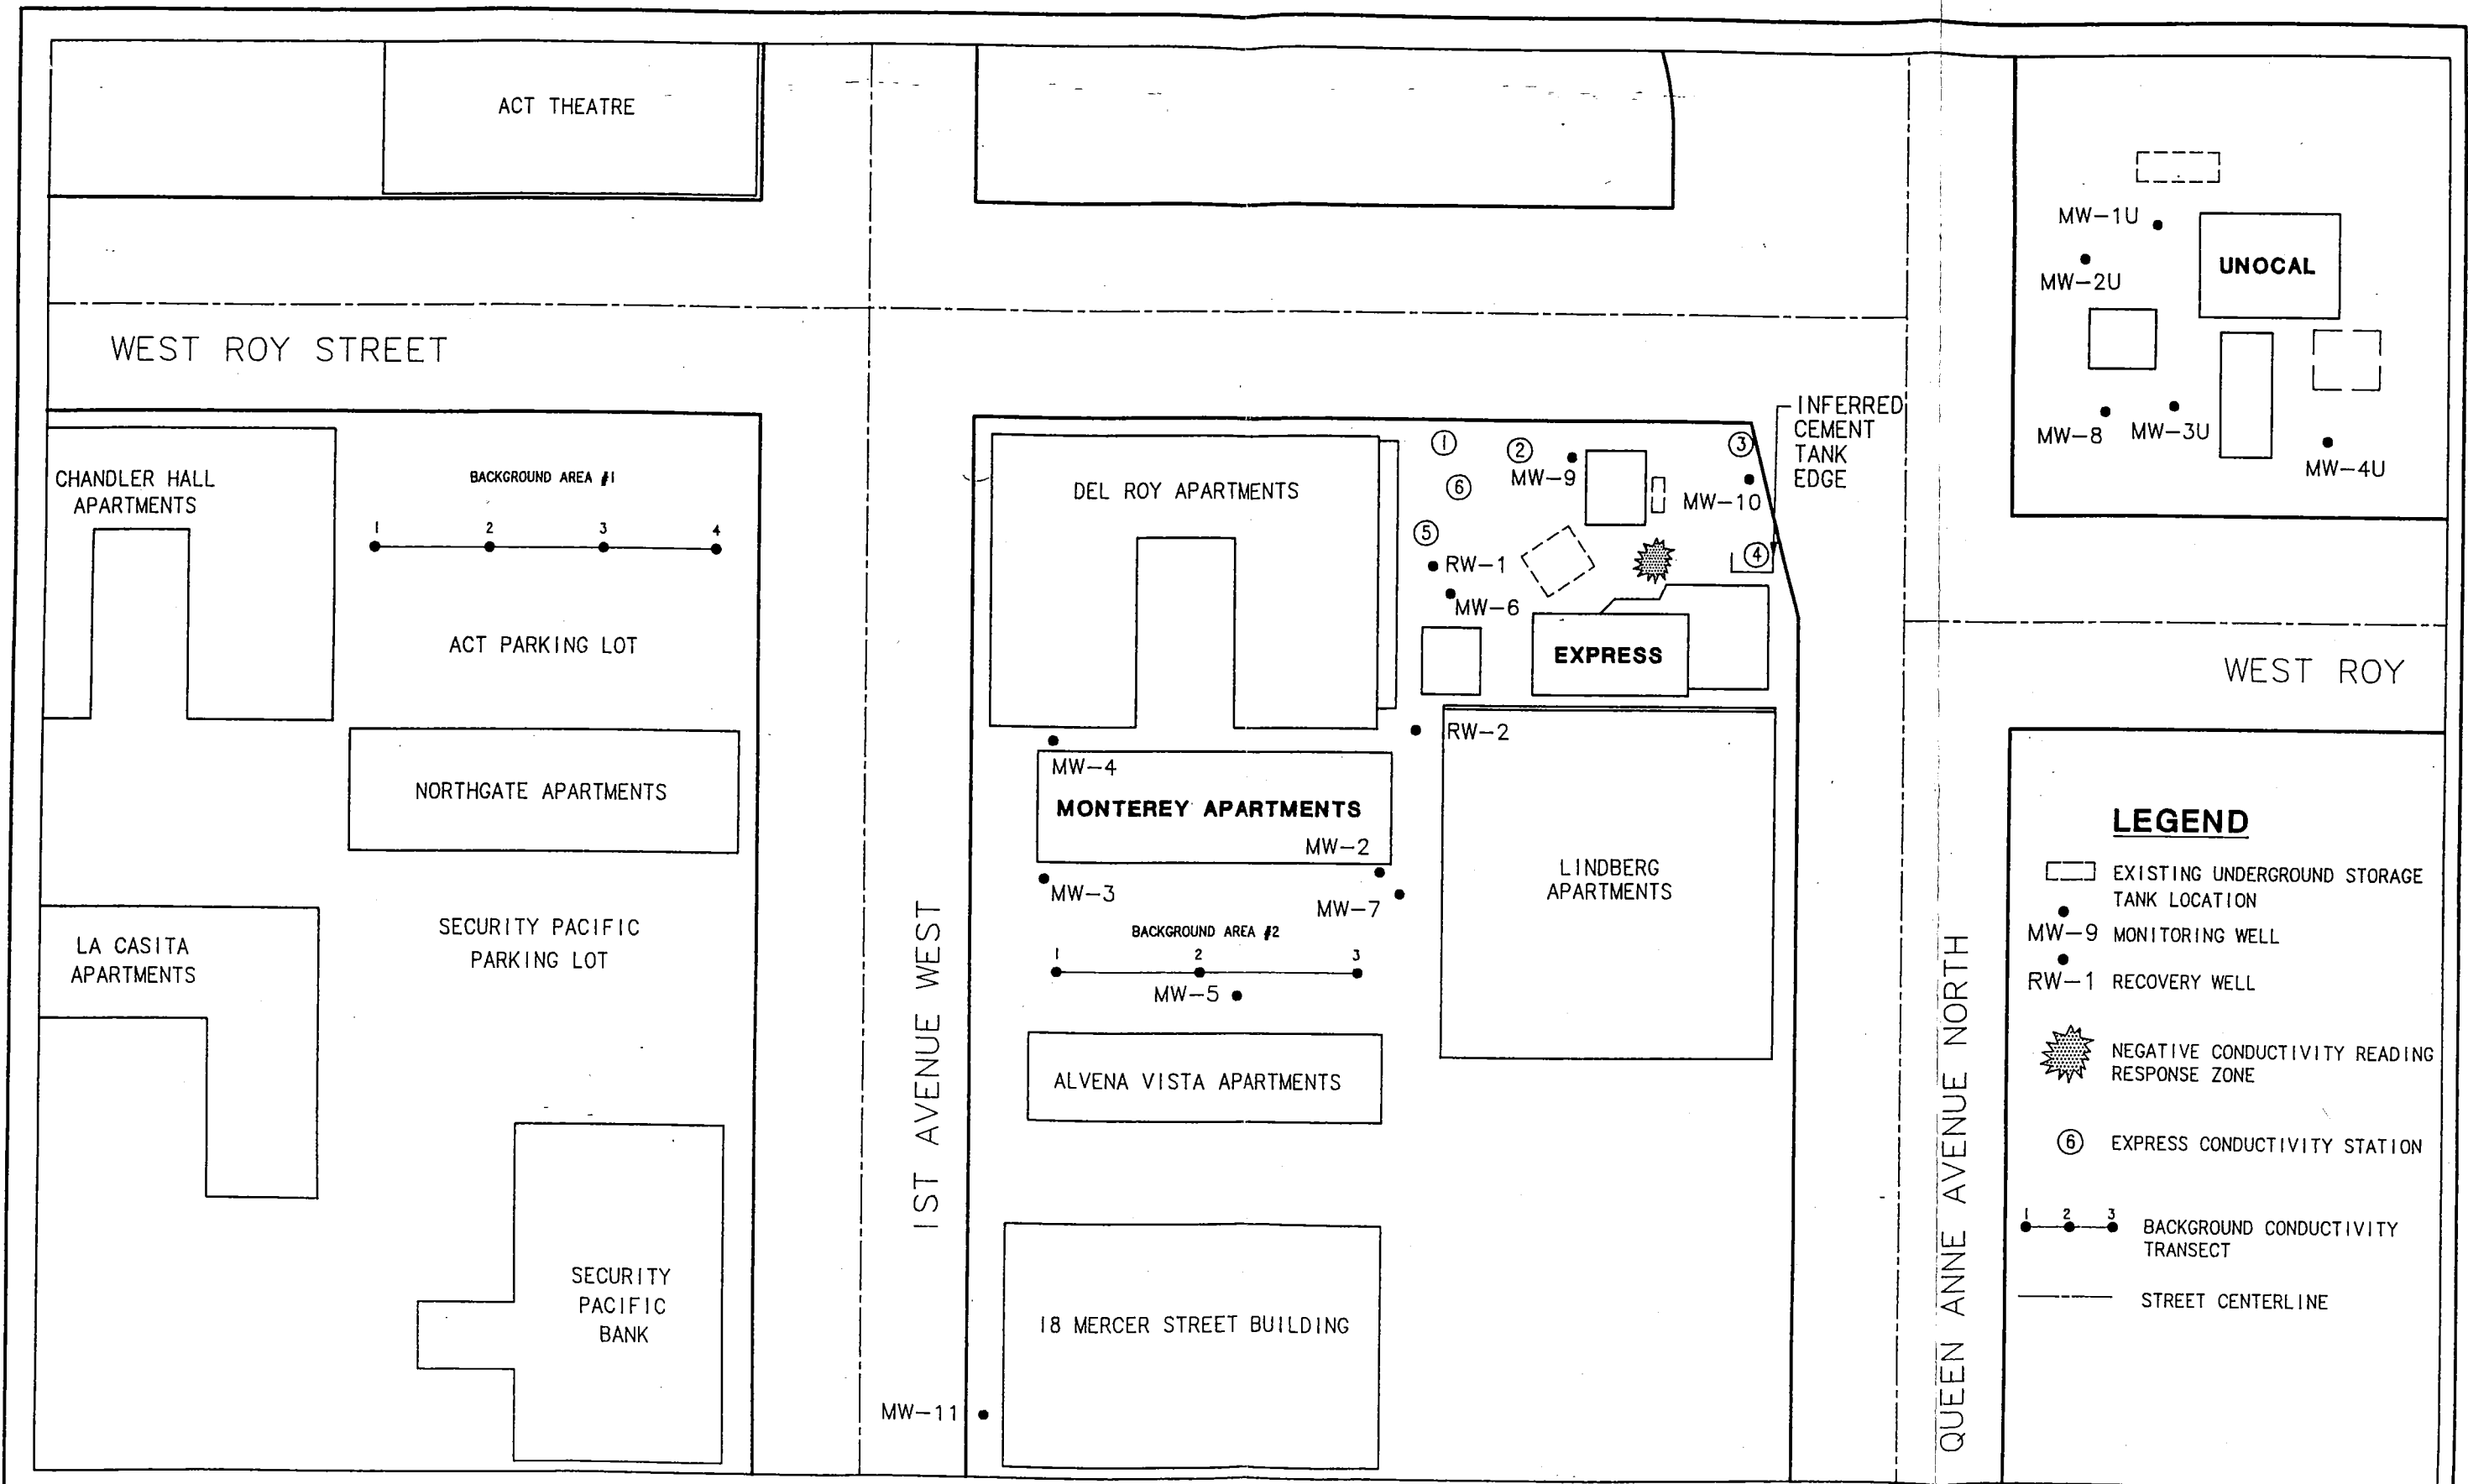 ACT THEATRE
WEST ROY STREET
CHANDLER HALL
APARTMENTS
BACKGROUND AREA #1
1 2 3 4
ACT PARKING LOT
NORTHGATE APARTMENTS
LA CASITA
APARTMENTS
SECURITY PACIFIC
PARKING LOT
SECURITY
PACIFIC
BANK
1ST AVENUE WEST
DEL ROY APARTMENTS
1
2
3
6
5
4
MW-9
MW-10
INFERRED
CEMENT
TANK
EDGE
RW-1
MW-6
EXPRESS
RW-2
MW-4
MONTEREY APARTMENTS
MW-2
MW-3
MW-7
BACKGROUND AREA #2
1 2 3
MW-5
LINDBERG
APARTMENTS
ALVENA VISTA APARTMENTS
18 MERCER STREET BUILDING
MW-11
QUEEN ANNE AVENUE NORTH
MW-1U
MW-2U
UNOCAL
MW-8
MW-3U
MW-4U
WEST ROY
LEGEND
EXISTING UNDERGROUND STORAGE
TANK LOCATION
MW-9 MONITORING WELL
RW-1 RECOVERY WELL
NEGATIVE CONDUCTIVITY READING
RESPONSE ZONE
6 EXPRESS CONDUCTIVITY STATION
1 2 3
BACKGROUND CONDUCTIVITY
TRANSECT
STREET CENTERLINE